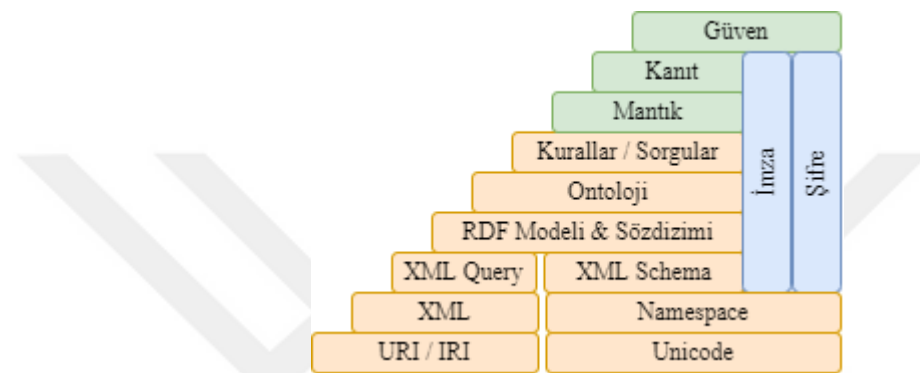 Güven
Kanıt
Mantık
Kurallar / Sorgular
Ontoloji
RDF Modeli & Sözdizimi
XML Query
XML Schema
İmza
Şifre
XML
Namespace
URI / IRI
Unicode